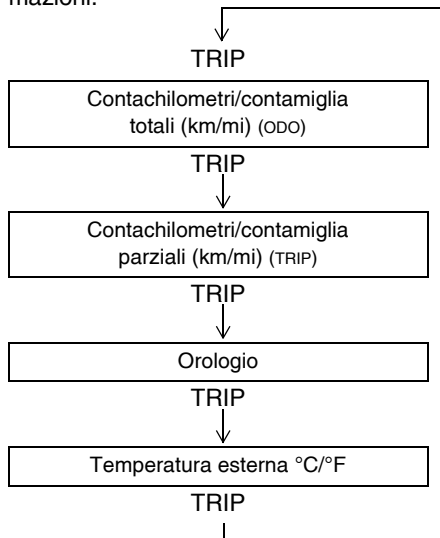 mazioni.
TRIP
Contachilometri/contamiglia
totali (km/mi) (ODO)
TRIP
Contachilometri/contamiglia
parziali (km/mi) (TRIP)
TRIP
Orologio
TRIP
Temperatura esterna °C/°F
TRIP